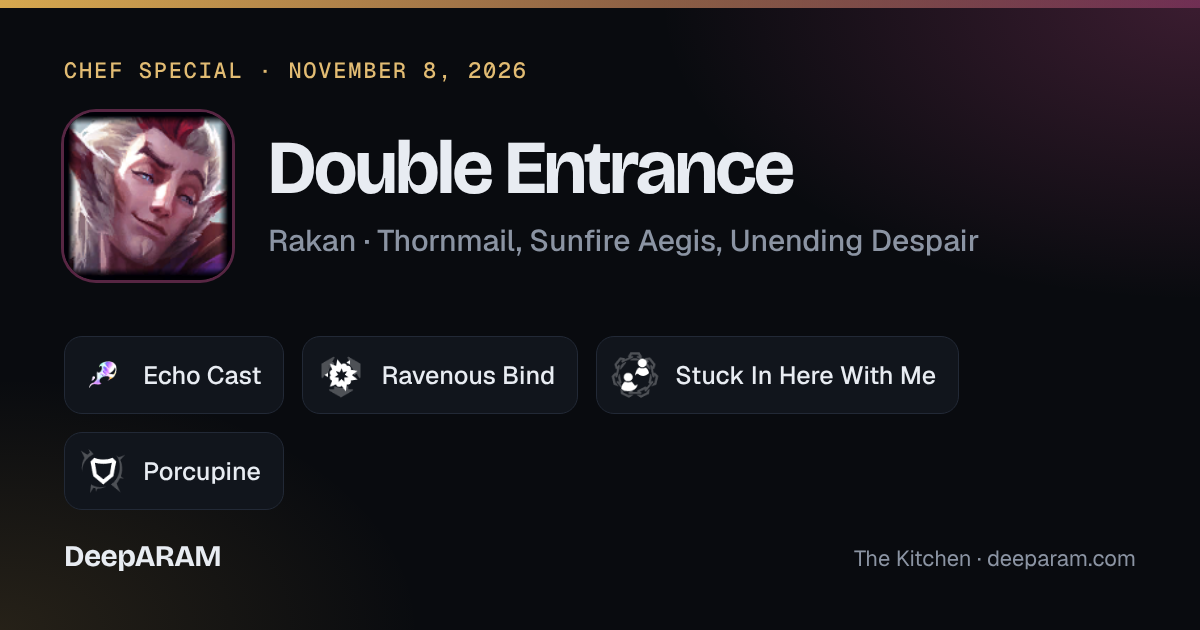 CHEF SPECIAL · NOVEMBER 8, 2026
Double Entrance
Rakan · Thornmail, Sunfire Aegis, Unending Despair
Echo Cast
Ravenous Bind
Stuck In Here With Me
Porcupine
DeepARAM
The Kitchen · deeparam.com